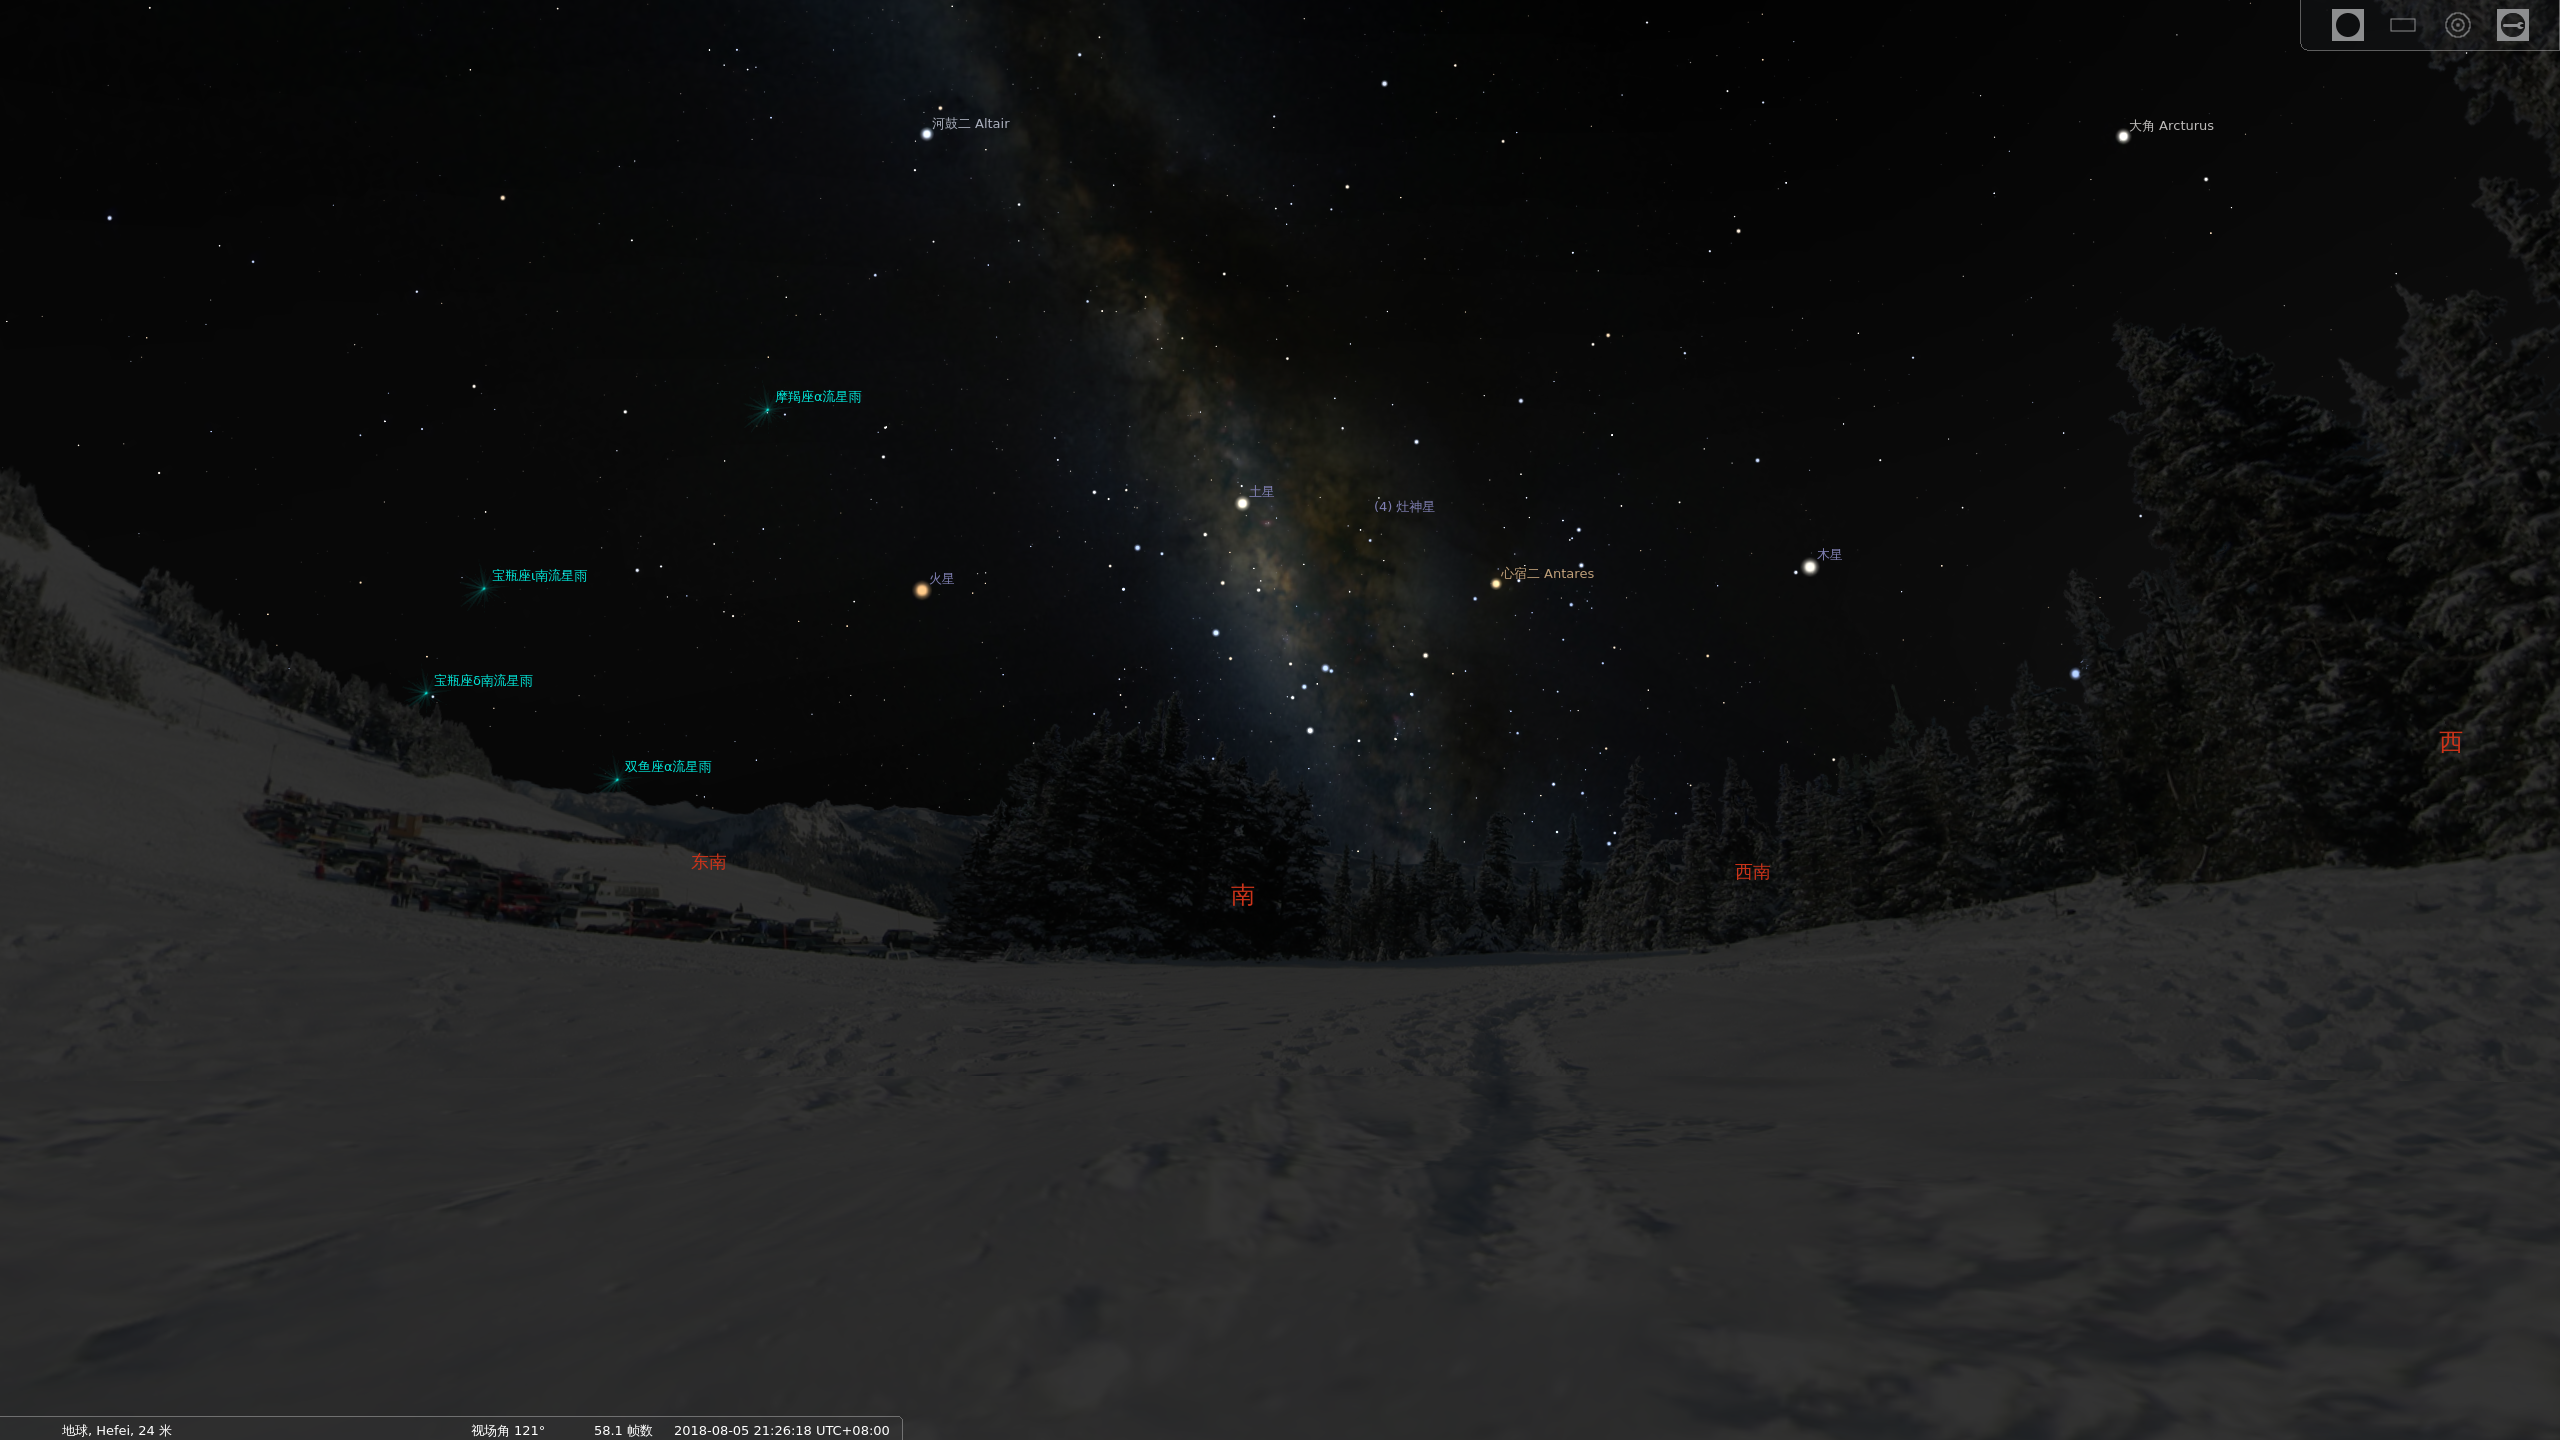 河鼓二 Altair
大角 Arcturus
摩羯座α流星雨
土星
(4) 灶神星
木星
宝瓶座ι南流星雨
火星
心宿二 Antares
宝瓶座δ南流星雨
西
双鱼座α流星雨
东南
西南
南
地球, Hefei, 24 米
视场角 121°
58.1 帧数
2018-08-05 21:26:18 UTC+08:00